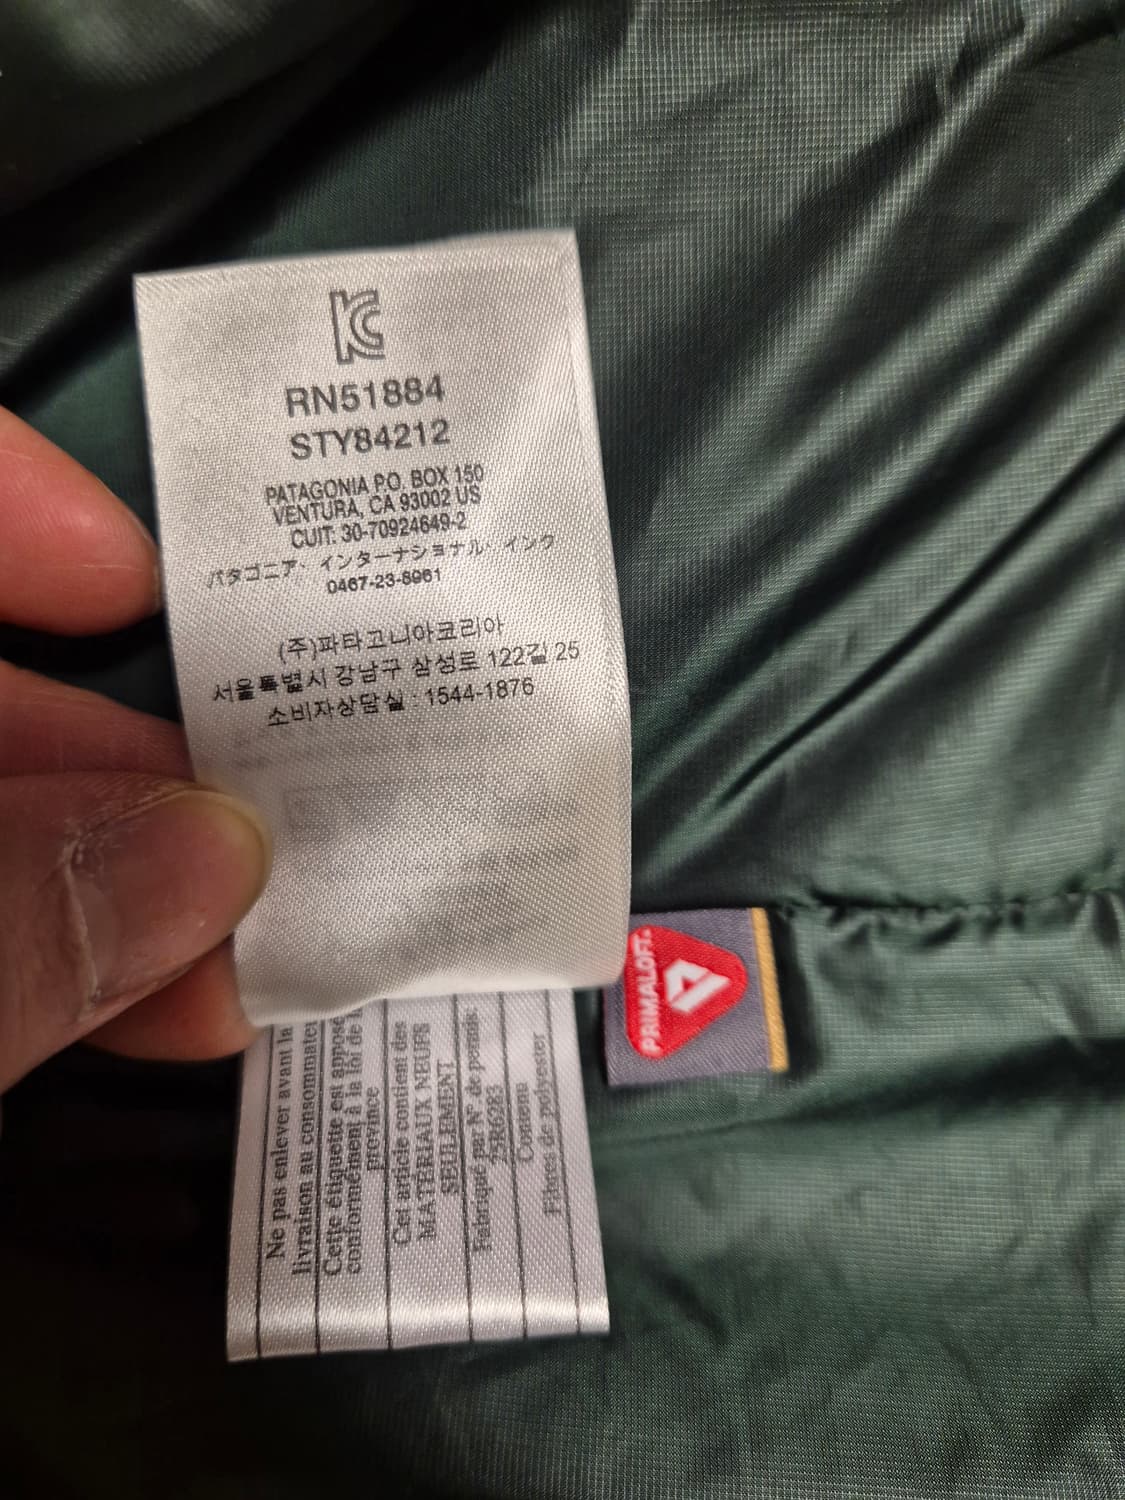 KC
RN51884
STY84212
PATAGONIA P.O. BOX 150
VENTURA, CA 93002 US
CUIT: 30-70924649-2
パタゴニア・インターナショナル・インク
0467-23-8961
(주)파타고니아코리아
서울특별시 강남구 삼성로 122길 25
소비자상담실 : 1544-1876
PRIMALOFT
Ne pas enlever avant la
livraison au consommateur
Cette étiquette est apposée
conformément à la loi de la
province
Cet article contient des
MATERIAUX NEUFS
SEULEMENT
Fabriqué par N° de permis:
Contenu
Fibres de polyester